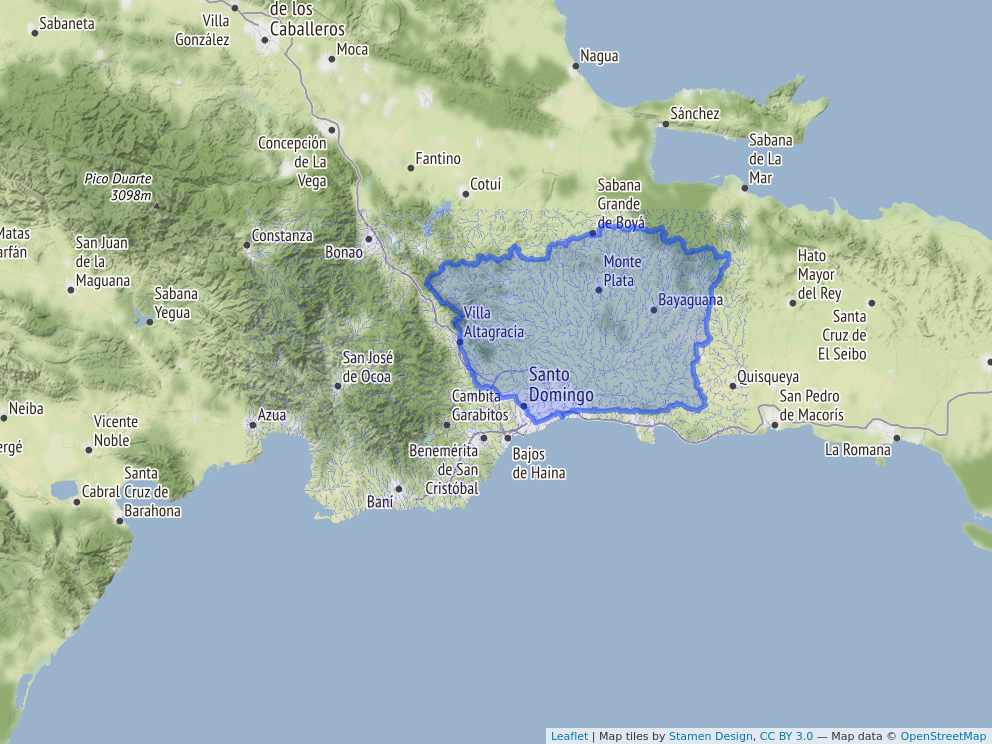 de los
Caballeros
Sabaneta
Villa
González
Moca
Nagua
Sánchez
Concepción
de La
Vega
Fantino
Sabana
de La
Mar
Pico Duarte
3098m
Cotuí
Sabana
Grande
de Boyá
Matas
arfán
San Juan
de la
Maguana
Constanza
Bonao
Monte
Plata
Hato
Mayor
del Rey
Sabana
Yegua
Villa
Altagracia
Bayaguana
Santa
Cruz de
El Seibo
San José
de Ocoa
Santo
Domingo
Quisqueya
Cambita
Garabitos
San Pedro
de Macorís
Neiba
Vicente
Noble
Azua
ergé
Benemérita
de San
Cristóbal
Bajos
de Haina
La Romana
Cabral
Santa
Cruz de
Barahona
Baní
Leaflet | Map tiles by Stamen Design, CC BY 3.0 — Map data © OpenStreetMap